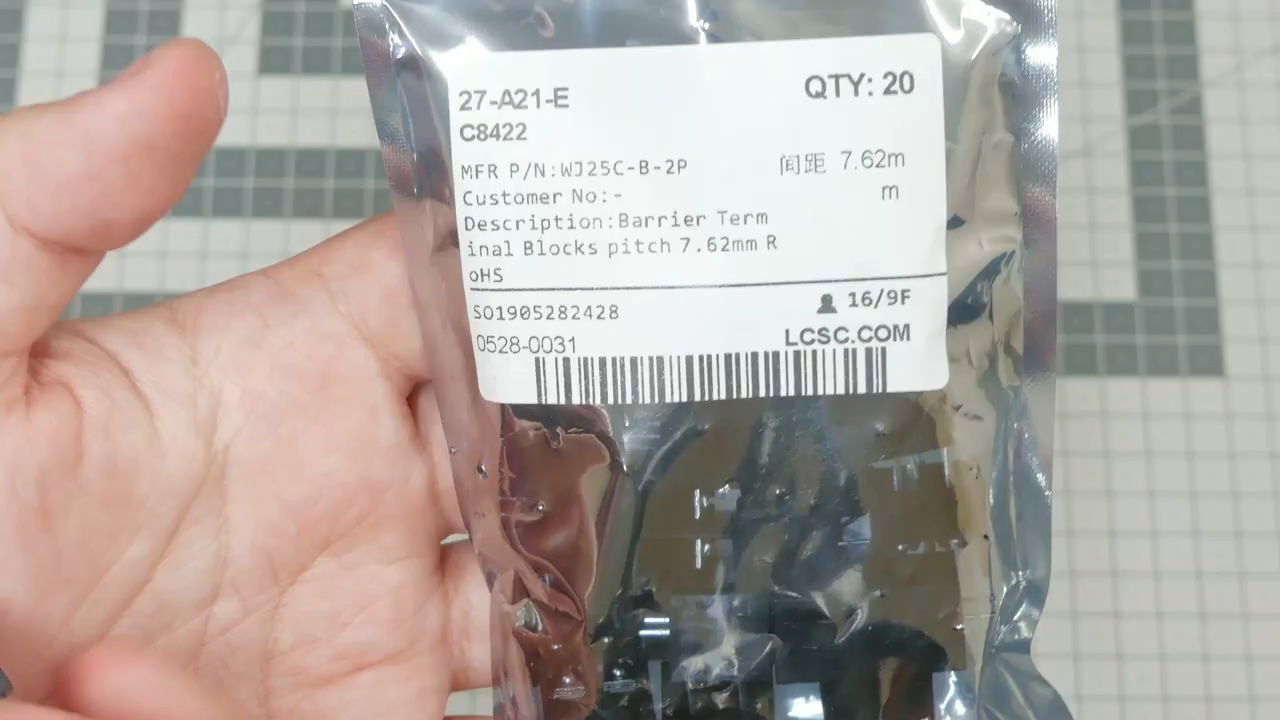 27-A21-E
QTY: 20
C8422
MFR P/N:WJ25C-B-2P
间距 7.62m
m
Customer No:-
Description:Barrier Term
inal Blocks pitch 7.62mm R
oHS
SO1905282428
16/9F
0528-0031
LCSC.COM